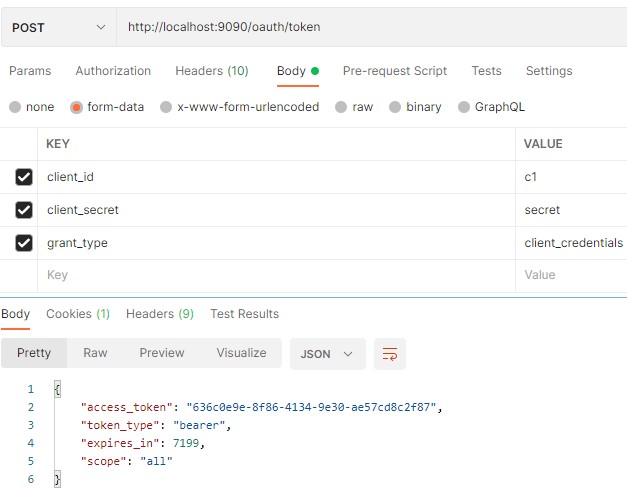 POST http://localhost:9090/oauth/token
Params Authorization Headers (10) Body Pre-request Script Tests Settings
none form-data x-www-form-urlencoded raw binary GraphQL
KEY VALUE
client_id c1
client_secret secret
grant_type client_credentials
Key Value
Body Cookies (1) Headers (9) Test Results
Pretty Raw Preview Visualize JSON
1 {
2 "access_token": "636c0e9e-8f86-4134-9e30-ae57cd8c2f87",
3 "token_type": "bearer",
4 "expires_in": 7199,
5 "scope": "all"
6 }